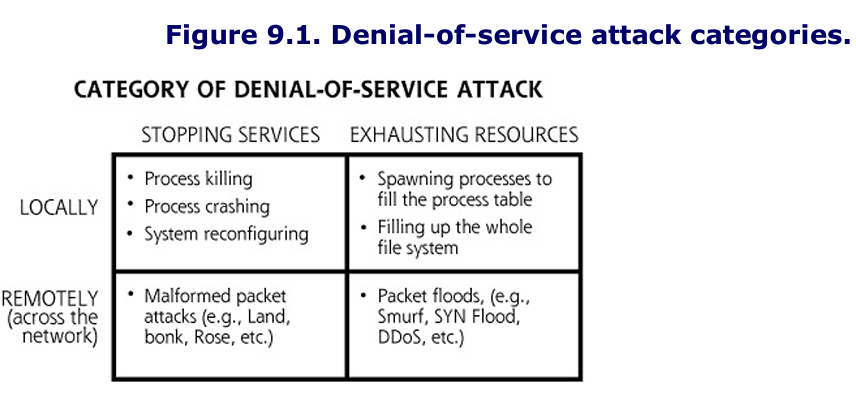 Figure 9.1. Denial-of-service attack categories.
CATEGORY OF DENIAL-OF-SERVICE ATTACK
STOPPING SERVICES
EXHAUSTING RESOURCES
LOCALLY
• Process killing
• Process crashing
• System reconfiguring
• Spawning processes to
fill the process table
• Filling up the whole
file system
REMOTELY
(across the
network)
• Malformed packet
attacks (e.g., Land,
bonk, Rose, etc.)
• Packet floods, (e.g.,
Smurf, SYN Flood,
DDoS, etc.)